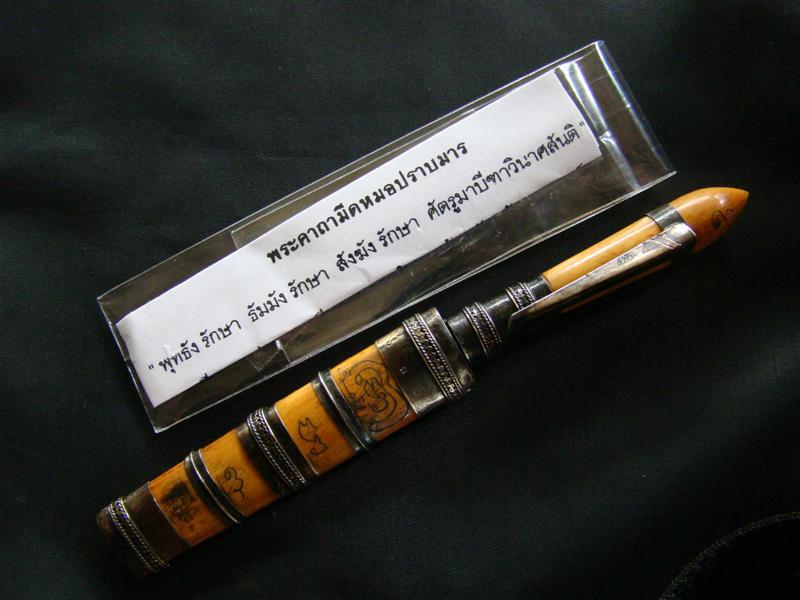 พระคาถามีดหมอปราบมาร
" พุทธัง รักษา ธัมมัง รักษา สังฆัง รักษา ศัตรูมาบีฑาวินาศสันติ"